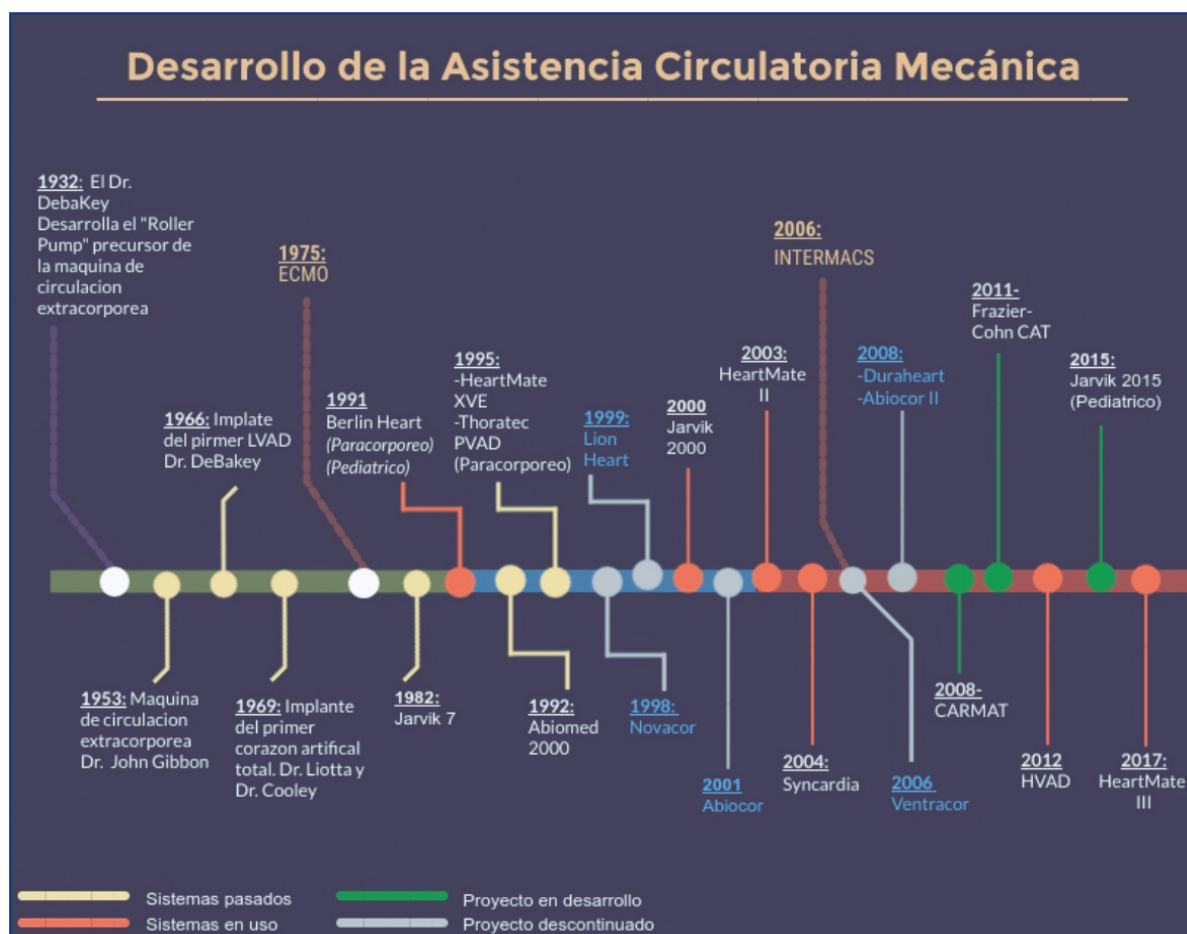 Desarrollo de la Asistencia Circulatoria Mecánica
1932: El Dr.
DebaKey
Desarrolla el "Roller
Pump" precursor de
la maquina de
circulacion
extracorporea
1975:
ECMO
2006:
INTERMACS
2011-
Frazier-
Cohn CAT
1966: Implate
del pirmer LVAD
Dr. DeBakey
1991
Berlin Heart
(Paracorporeo)
(Pediatrico)
1995:
-HeartMate
XVE
-Thoratec
PVAD
(Paracorporeo)
1999:
Lion
Heart
2000
Jarvik
2000
2003:
HeartMate
II
2008:
-Duraheart
-Abiocor II
2015:
Jarvik 2015
(Pediatrico)
1953: Maquina
de circulacion
extracorporea
Dr. John Gibbon
1969: Implante
del primer
corazon artifical
total. Dr. Liotta y
Dr. Cooley
1982:
Jarvik 7
1992:
Abiomed
2000
1998:
Novacor
2001
Abiocor
2004:
Syncardia
2006
Ventracor
2008-
CARMAT
2012
HVAD
2017:
HeartMate
III
Sistemas pasados
Sistemas en uso
Proyecto en desarrollo
Proyecto descontinuado